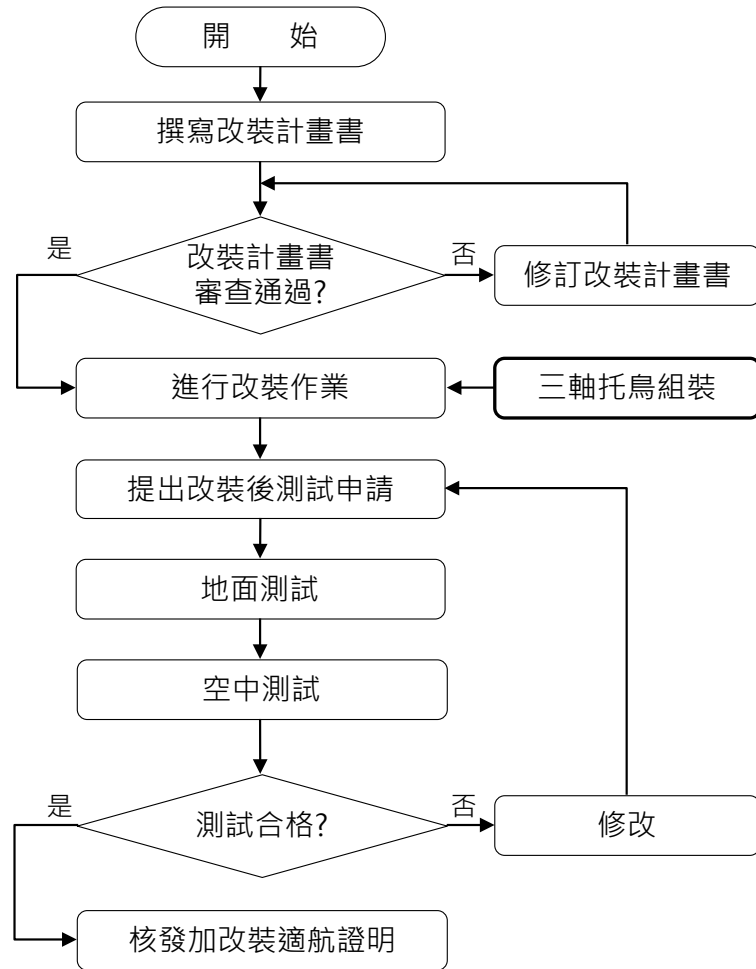 開 始
撰寫改裝計畫書
是
改裝計畫書
審查通過?
否
修訂改裝計畫書
進行改裝作業
三軸托鳥組裝
提出改裝後測試申請
地面測試
空中測試
是
測試合格?
否
修改
核發加改裝適航證明